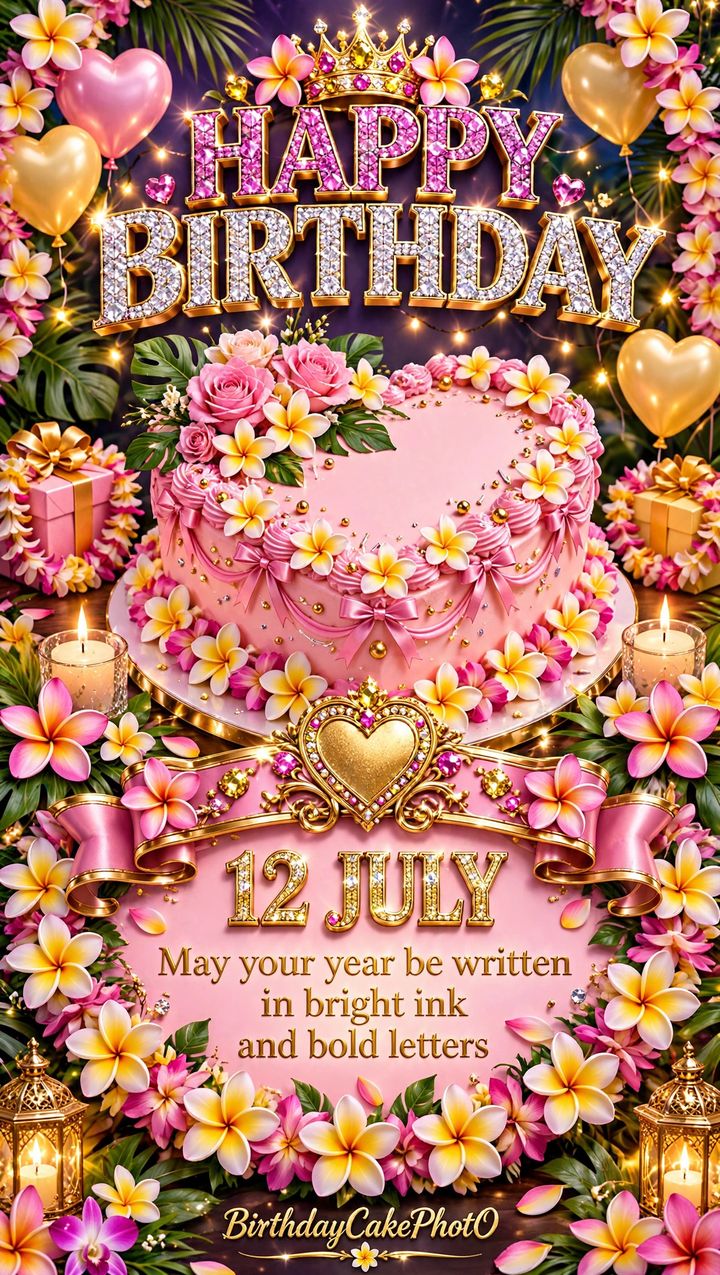 HAPPY
BIRTHDAY
12 JULY
May your year be written
in bright ink
and bold letters
BirthdayCakePhotO